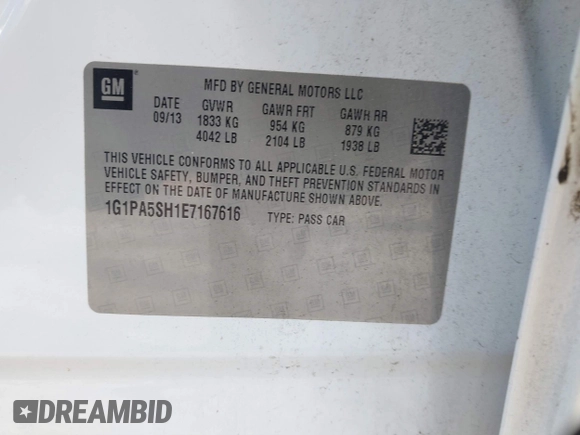 GM
MFD BY GENERAL MOTORS LLC
DATE GVWR GAWR FRT GAWR RR
09/13 1833 KG 954 KG 879 KG
4042 LB 2104 LB 1938 LB
THIS VEHICLE CONFORMS TO ALL APPLICABLE U.S. FEDERAL MOTOR
VEHICLE SAFETY, BUMPER, AND THEFT PREVENTION STANDARDS
IN EFFECT ON THE DATE OF MANUFACTURE SHOWN ABOVE.
1G1PA5SH1E7167616 TYPE: PASS CAR
DREAMBID